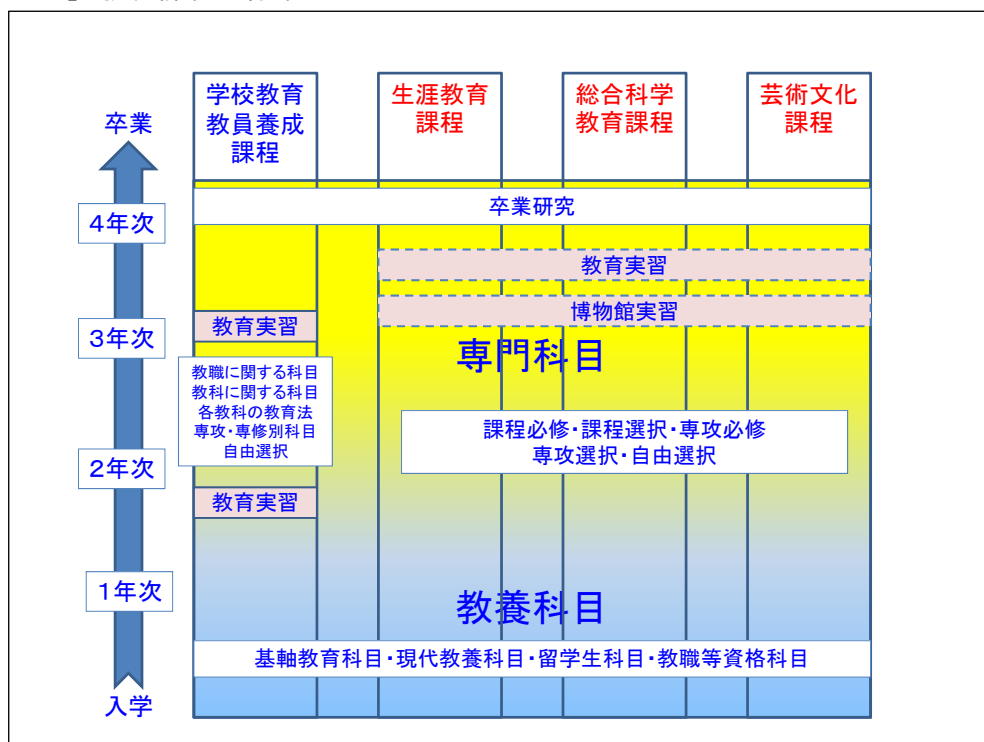 学校教育
教員養成
課程
生涯教育
課程
総合科学
教育課程
芸術文化
課程
卒業
4年次
卒業研究
教育実習
博物館実習
3年次
教育実習
専門科目
教職に関する科目
教科に関する科目
各教科の教育法
専攻・専修別科目
自由選択
課程必修・課程選択・専攻必修
専攻選択・自由選択
2年次
教育実習
1年次
教養科目
基軸教育科目・現代教養科目・留学生科目・教職等資格科目
入学